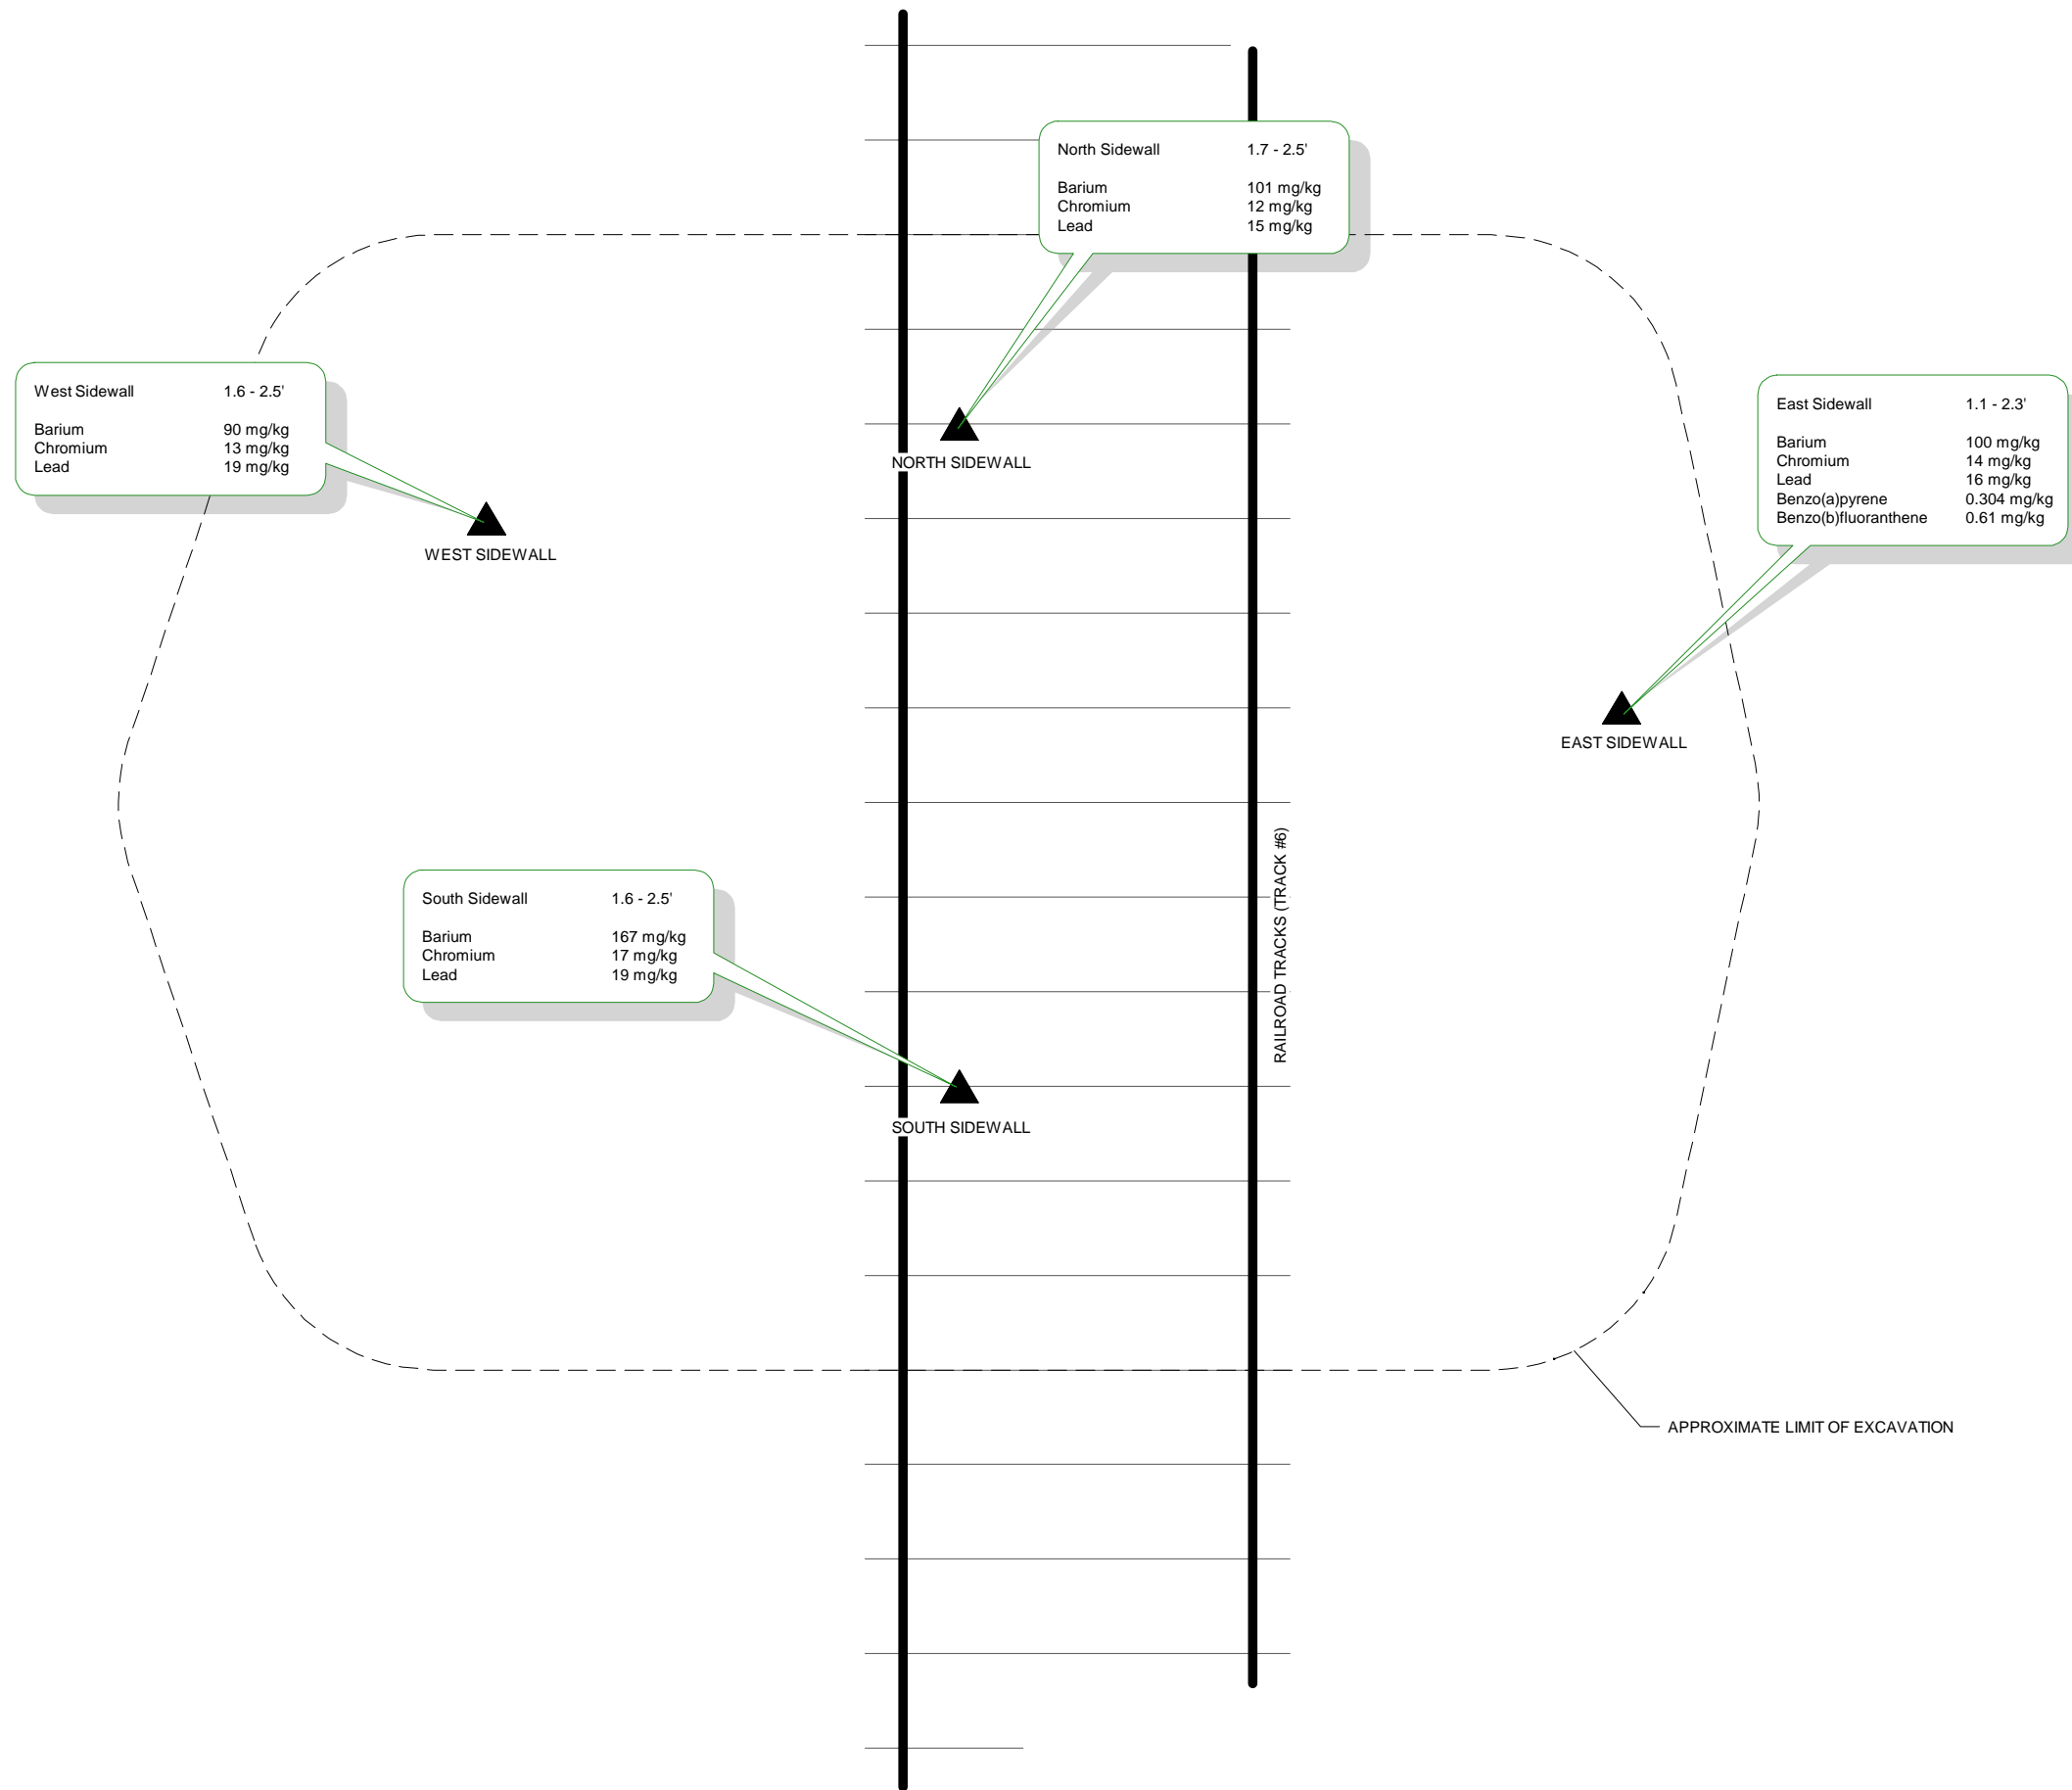 North Sidewall 1.7 - 2.5'
Barium 101 mg/kg
Chromium 12 mg/kg
Lead 15 mg/kg
West Sidewall 1.6 - 2.5'
Barium 90 mg/kg
Chromium 13 mg/kg
Lead 19 mg/kg
East Sidewall 1.1 - 2.3'
Barium 100 mg/kg
Chromium 14 mg/kg
Lead 16 mg/kg
Benzo(a)pyrene 0.304 mg/kg
Benzo(b)fluoranthene 0.61 mg/kg
NORTH SIDEWALL
WEST SIDEWALL
EAST SIDEWALL
South Sidewall 1.6 - 2.5'
Barium 167 mg/kg
Chromium 17 mg/kg
Lead 19 mg/kg
RAILROAD TRACKS (TRACK #6)
SOUTH SIDEWALL
APPROXIMATE LIMIT OF EXCAVATION